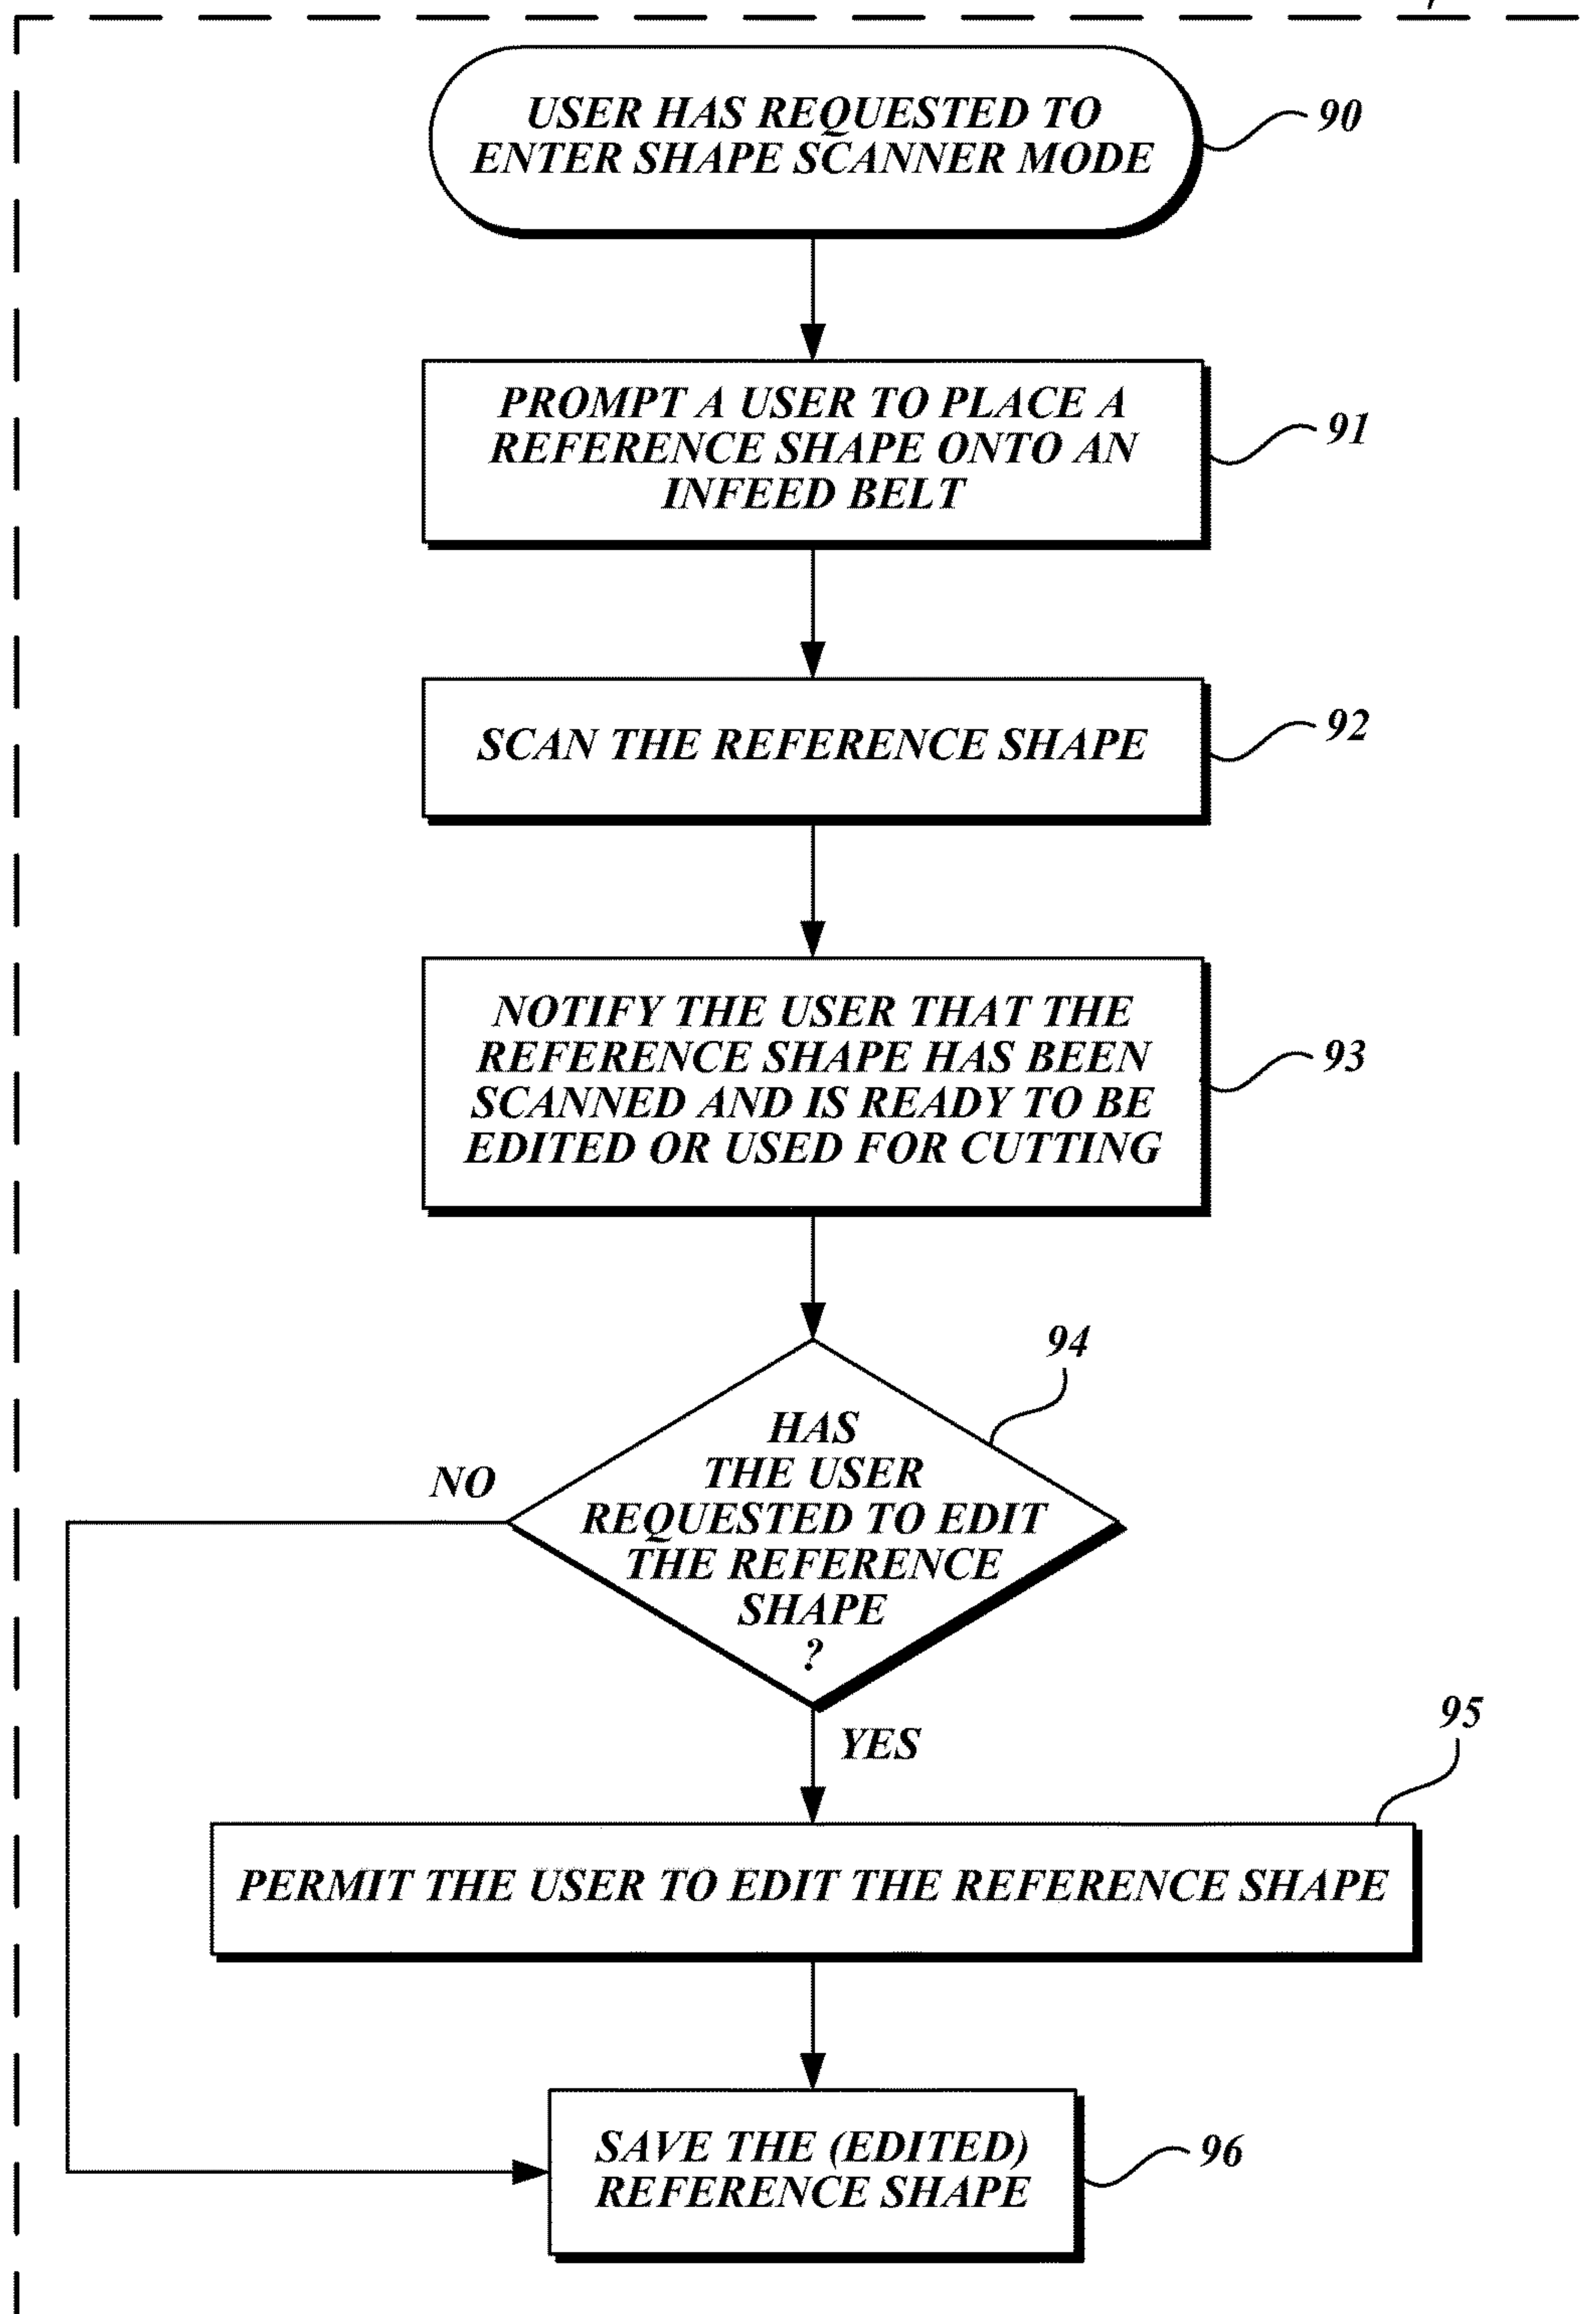 USER HAS REQUESTED TO
ENTER SHAPE SCANNER MODE
90
PROMPT A USER TO PLACE A
REFERENCE SHAPE ONTO AN
INFEED BELT
91
SCAN THE REFERENCE SHAPE
92
NOTIFY THE USER THAT THE
REFERENCE SHAPE HAS BEEN
SCANNED AND IS READY TO BE
EDITED OR USED FOR CUTTING
93
94
HAS
THE USER
REQUESTED TO EDIT
THE REFERENCE
SHAPE
?
NO
YES
95
PERMIT THE USER TO EDIT THE REFERENCE SHAPE
SAVE THE (EDITED)
REFERENCE SHAPE
96